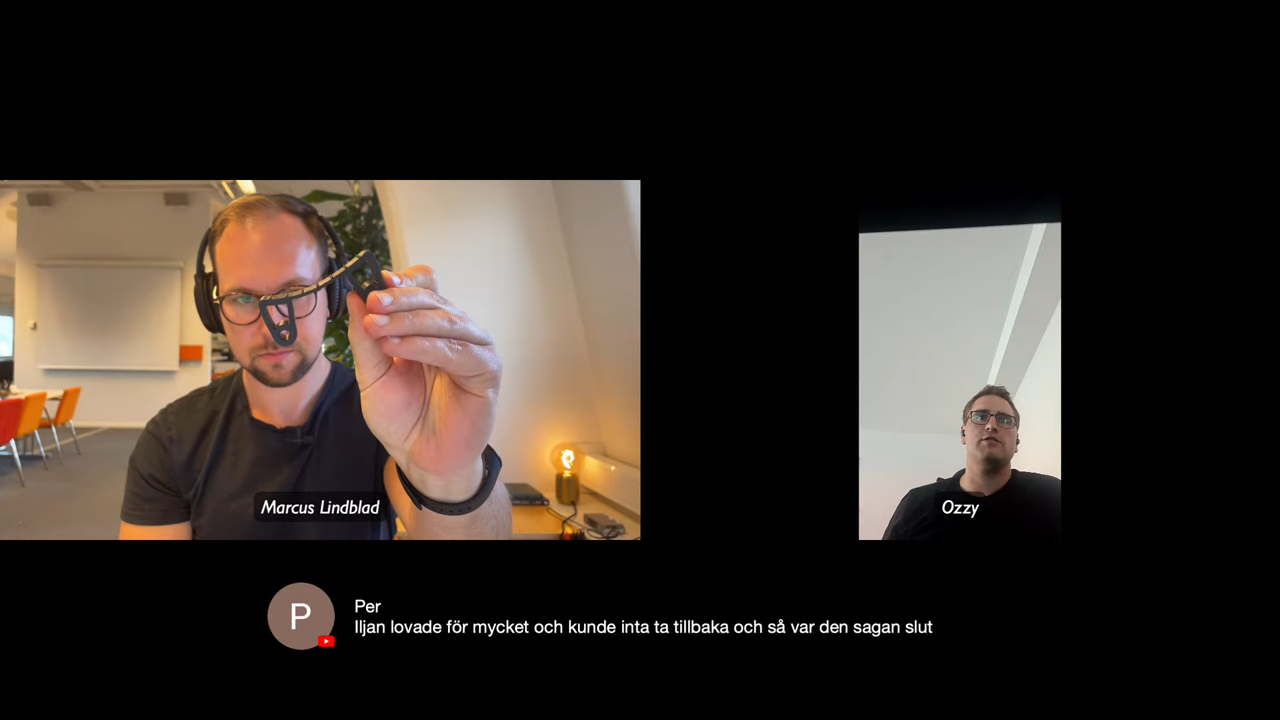 Marcus Lindblad
Ozzy
P
Per
Iljan lovade för mycket och kunde inta ta tillbaka och så var den sagan slut